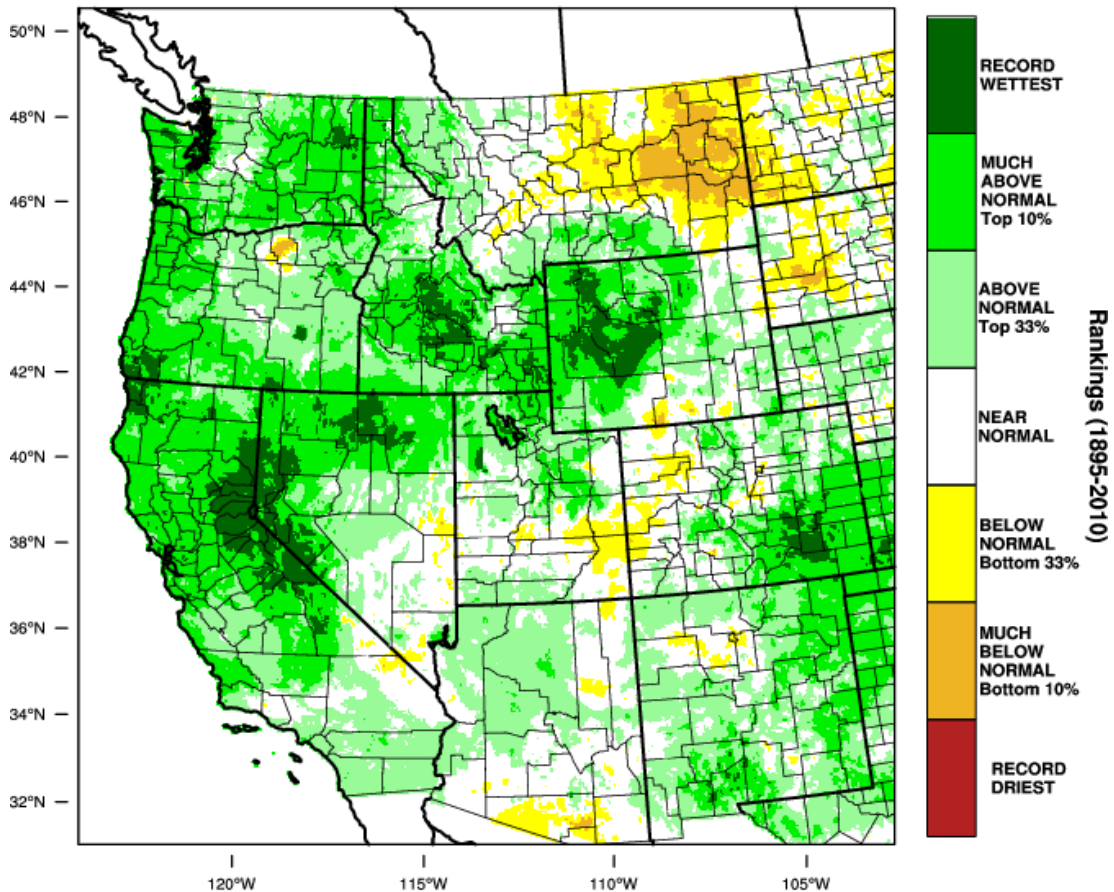 50°N
48°N
46°N
44°N
42°N
40°N
38°N
36°N
34°N
32°N
120°W
115°W
110°W
105°W
RECORD
WETTEST
MUCH
ABOVE
NORMAL
Top 10%
ABOVE
NORMAL
Top 33%
NEAR
NORMAL
BELOW
NORMAL
Bottom 33%
MUCH
BELOW
NORMAL
Bottom 10%
RECORD
DRIEST
Rankings (1895-2010)